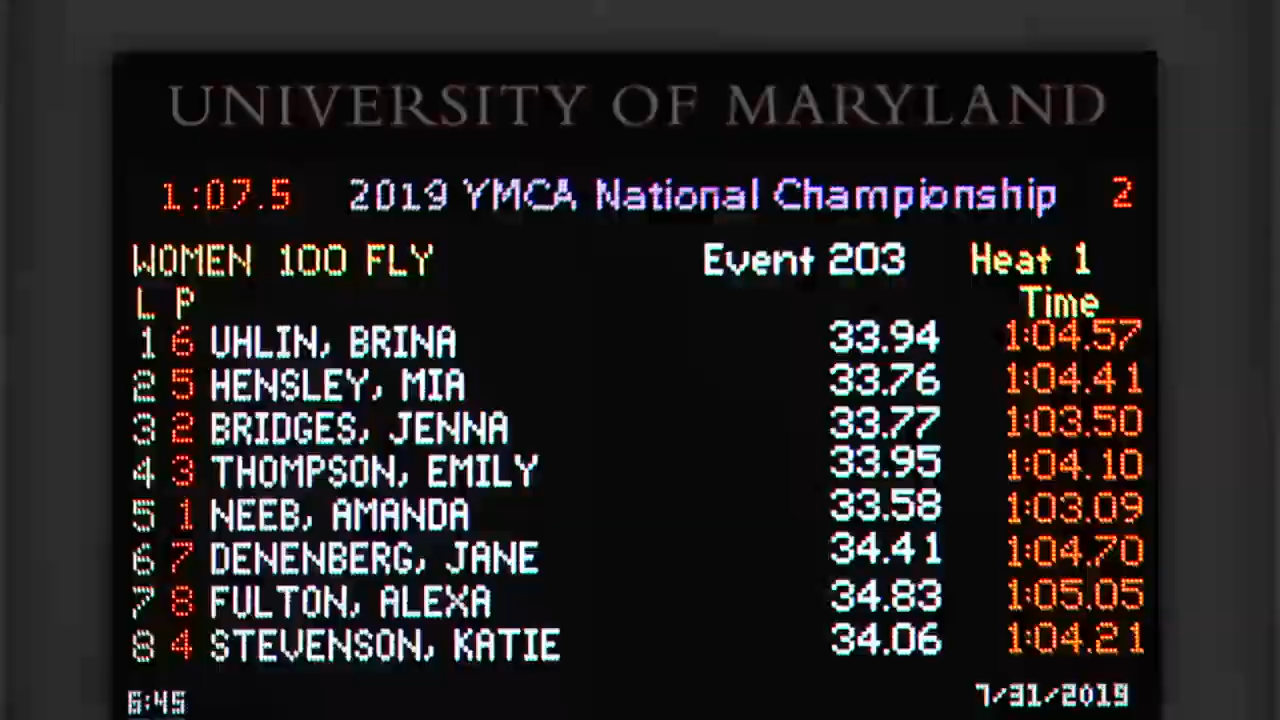 UNIVERSITY OF MARYLAND
1:07.5 2019 YMCA National Championship 2
WOMEN 100 FLY Event 203 Heat 1
L P Time
1 6 UHLIN, BRINA 33.94 1:04.57
2 5 HENSLEY, MIA 33.76 1:04.41
3 2 BRIDGES, JENNA 33.77 1:03.50
4 3 THOMPSON, EMILY 33.95 1:04.10
5 1 NEEB, AMANDA 33.58 1:03.09
6 7 DENENBERG, JANE 34.41 1:04.70
7 8 FULTON, ALEXA 34.83 1:05.05
8 4 STEVENSON, KATIE 34.06 1:04.21
6:45 7/31/2019